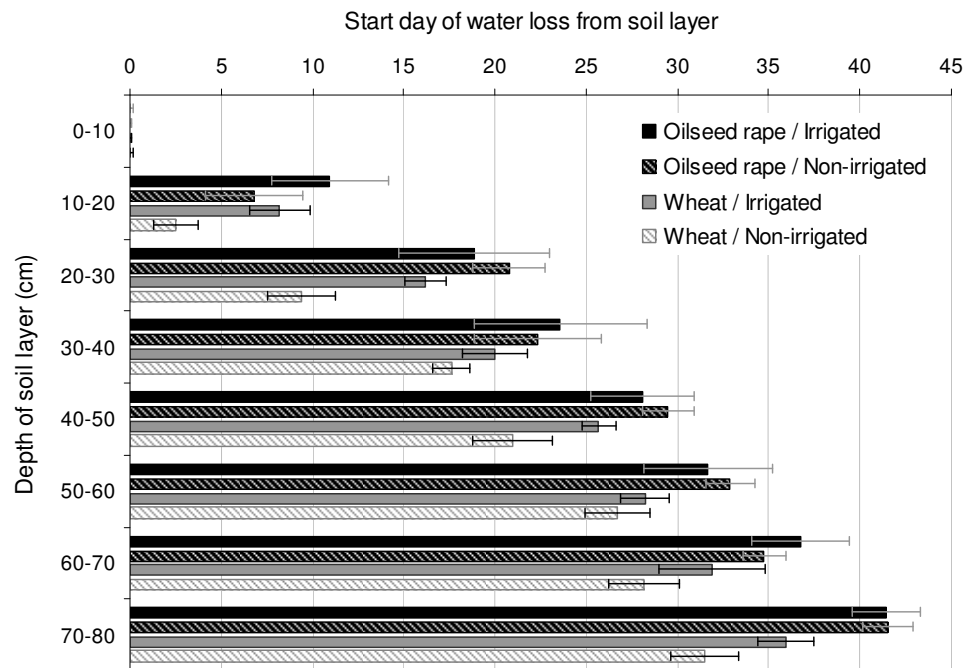 Start day of water loss from soil layer
0 5 10 15 20 25 30 35 40 45
Depth of soil layer (cm)
0-10
10-20
20-30
30-40
40-50
50-60
60-70
70-80
Oilseed rape / Irrigated
Oilseed rape / Non-irrigated
Wheat / Irrigated
Wheat / Non-irrigated